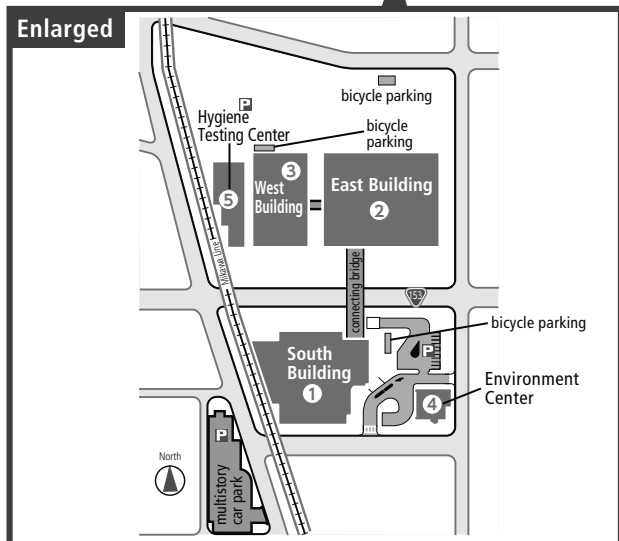 Enlarged
bicycle parking
P
Hygiene
Testing Center
bicycle
parking
3
West
Building
East Building
2
5
Mikawa Line
connecting bridge
153
bicycle parking
P
South
Building
1
Environment
Center
4
P
multistory
car park
North